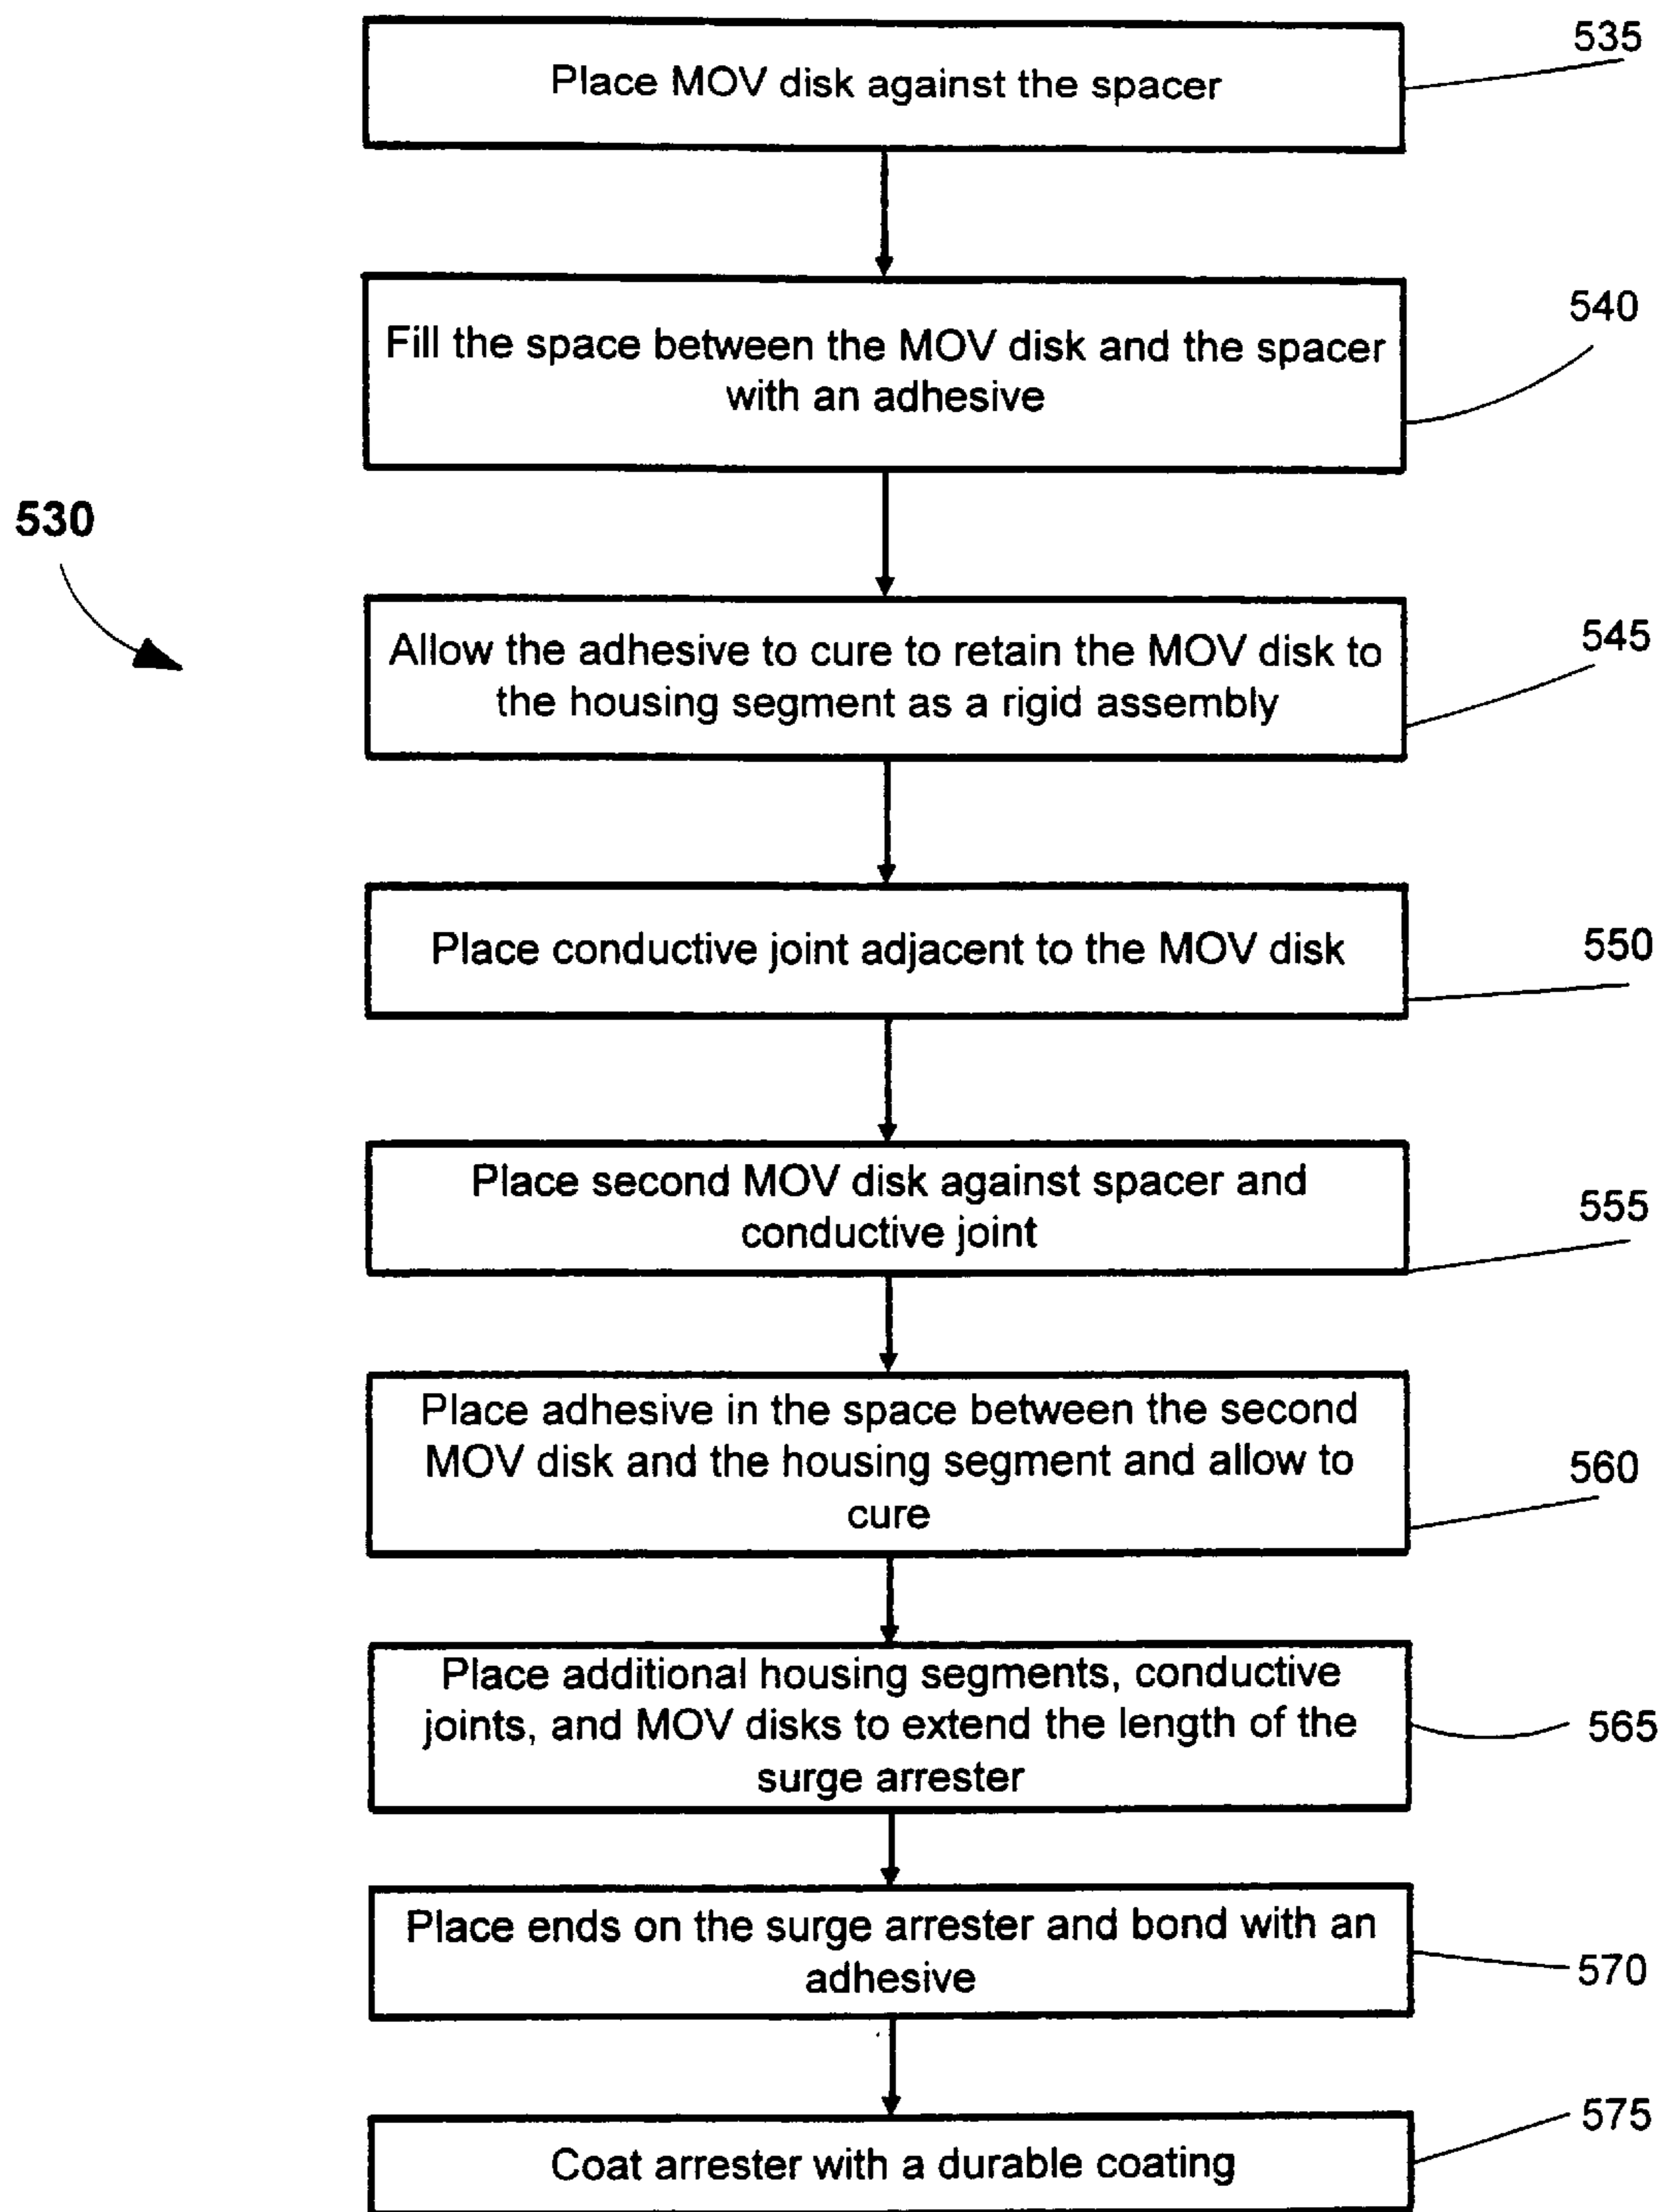 535
Place MOV disk against the spacer
540
Fill the space between the MOV disk and the spacer
with an adhesive
530
545
Allow the adhesive to cure to retain the MOV disk to
the housing segment as a rigid assembly
550
Place conductive joint adjacent to the MOV disk
Place second MOV disk against spacer and
555
conductive joint
Place adhesive in the space between the second
MOV disk and the housing segment and allow to
560
cure
Place additional housing segments, conductive
joints, and MOV disks to extend the length of the
565
surge arrester
Place ends on the surge arrester and bond with an
570
adhesive
575
Coat arrester with a durable coating